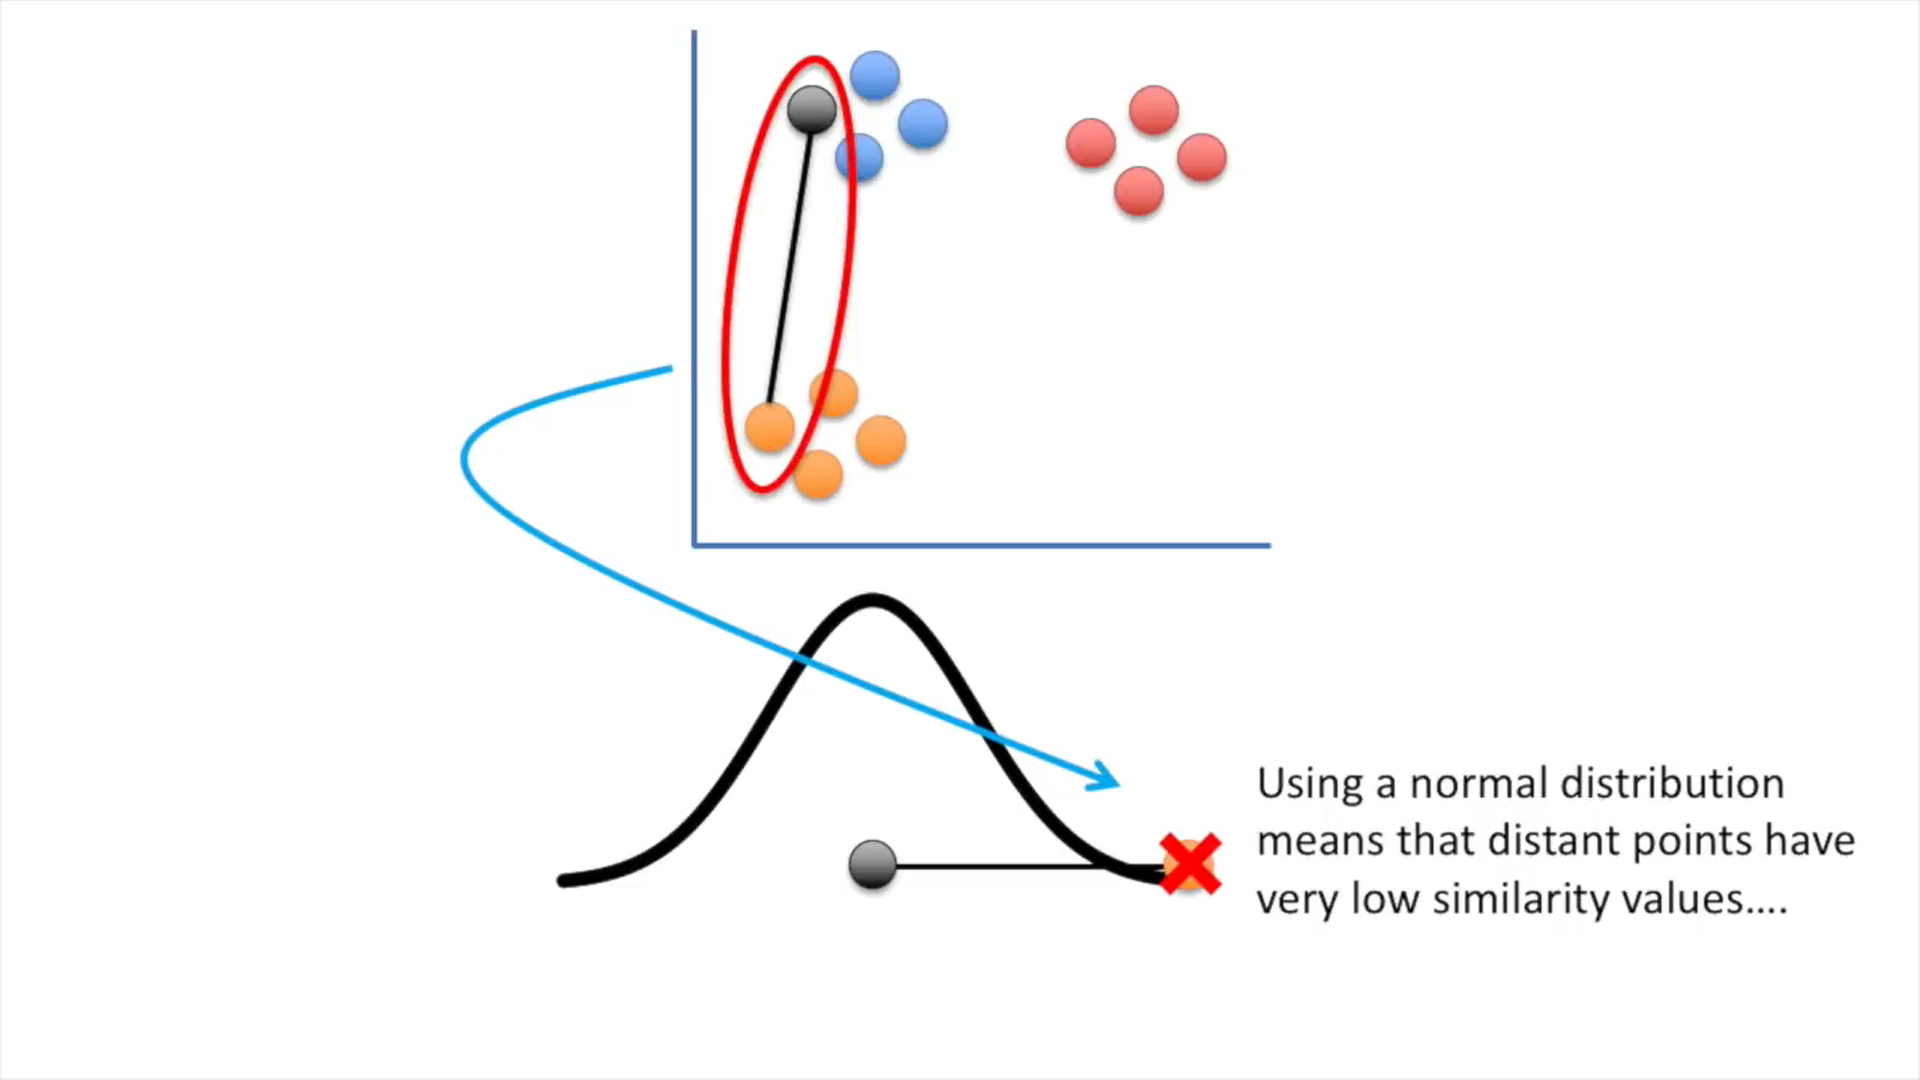 Using a normal distribution
means that distant points have
very low similarity values....